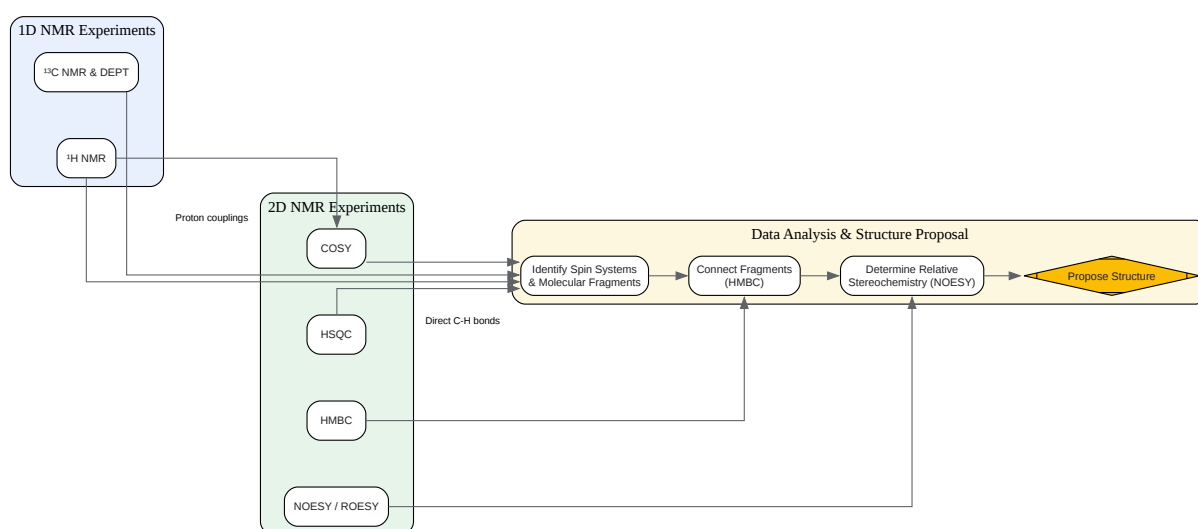 1D NMR Experiments
¹³C NMR & DEPT
¹H NMR
Proton couplings
2D NMR Experiments
COSY
HSQC
HMBC
NOESY / ROESY
Direct C-H bonds
Data Analysis & Structure Proposal
Identify Spin Systems
& Molecular Fragments
Connect Fragments
(HMBC)
Determine Relative
Stereochemistry (NOESY)
Propose Structure